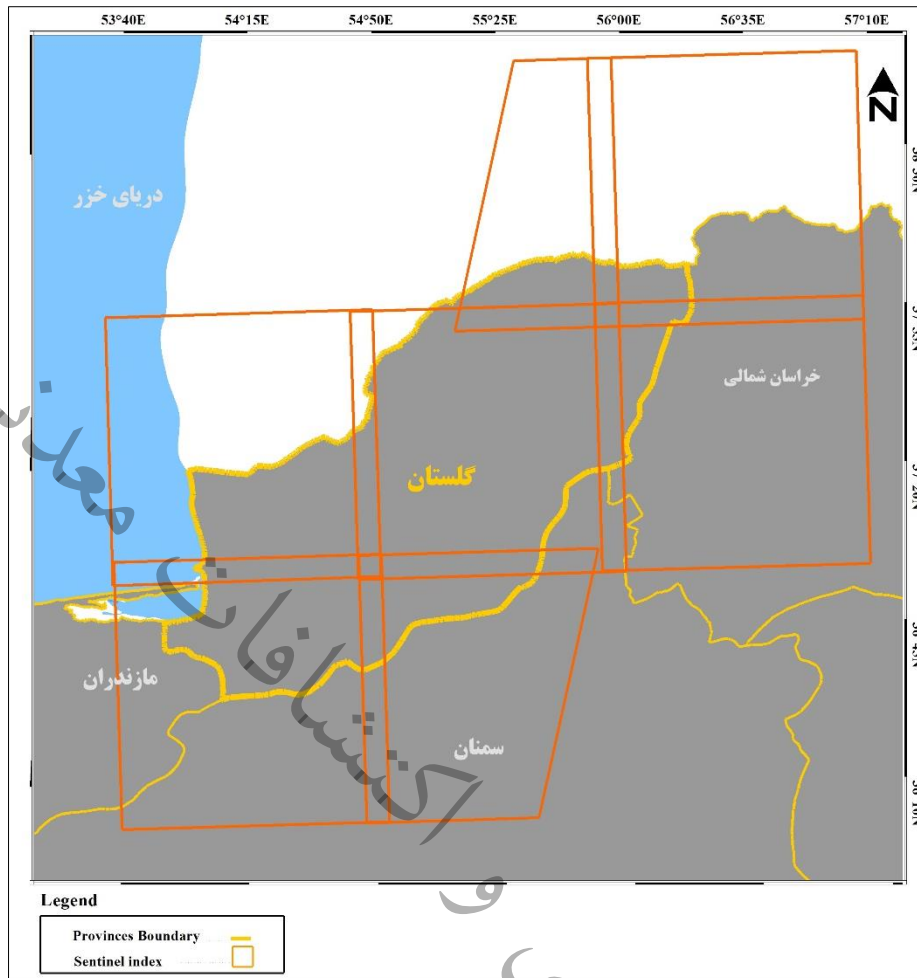 53°40E 54°15E 54°50E 55°25E 56°00E 56°35E 57°10E
N
دریای خزر
خراسان شمالی
گلستان
مازندران
سمنان
اکتشافات
و
Legend
Provinces Boundary
Sentinel index